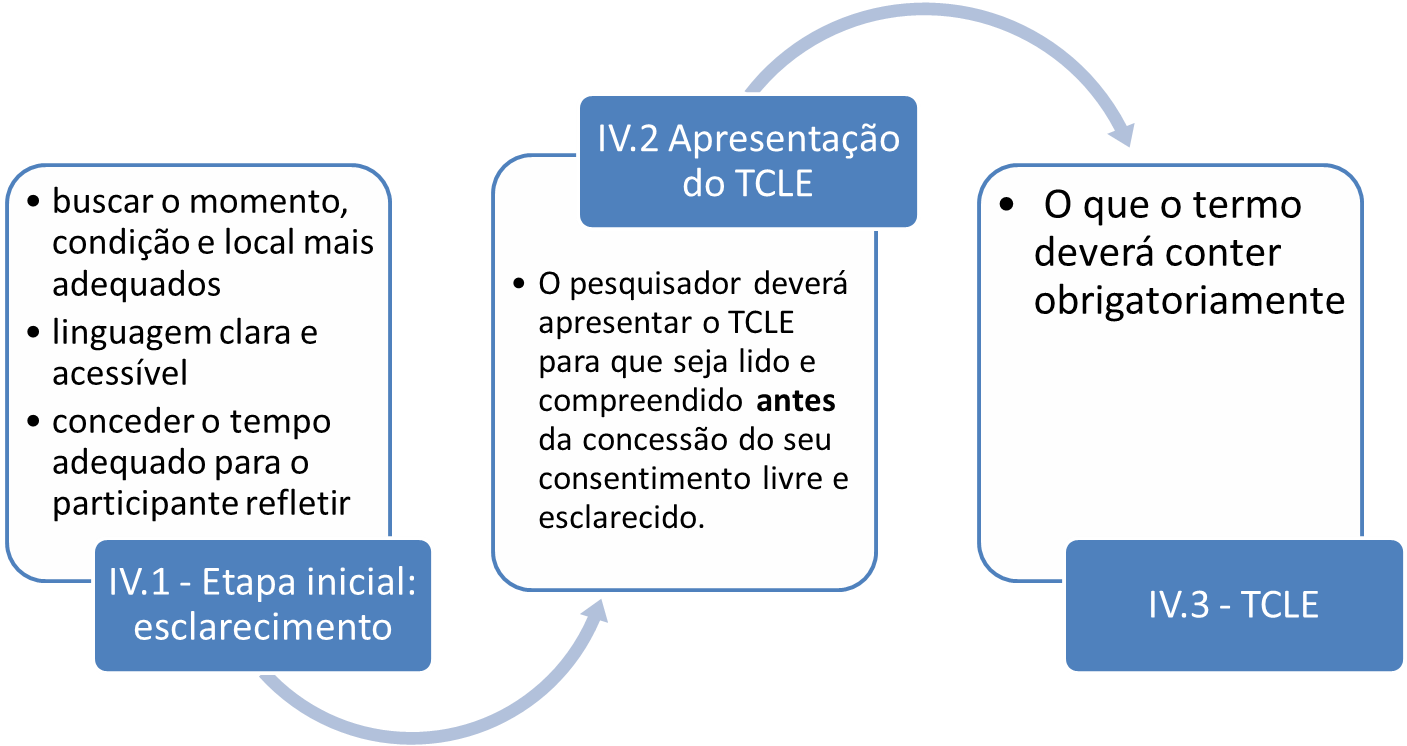 • buscar o momento,
condição e local mais
adequados
• linguagem clara e
acessível
• conceder o tempo
adequado para o
participante refletir
IV.1 - Etapa inicial:
esclarecimento
IV.2 Apresentação
do TCLE
• O pesquisador deverá
apresentar o TCLE
para que seja lido e
compreendido antes
da concessão do seu
consentimento livre e
esclarecido.
• O que o termo
deverá conter
obrigatoriamente
IV.3 - TCLE